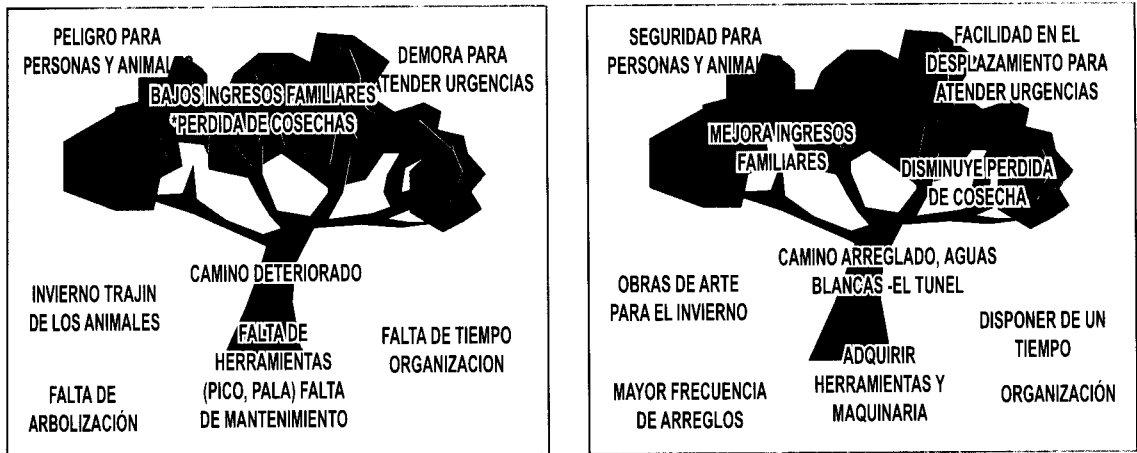 PELIGRO PARA
PERSONAS Y ANIMALES
DEMORA PARA
ATENDER URGENCIAS
BAJOS INGRESOS FAMILIARES
*PERDIDA DE COSECHAS
CAMINO DETERIORADO
INVIERNO TRAJIN
DE LOS ANIMALES
FALTA DE
HERRAMIENTAS
(PICO, PALA) FALTA
DE MANTENIMIENTO
FALTA DE TIEMPO
ORGANIZACION
FALTA DE
ARBOLIZACIÓN
SEGURIDAD PARA
PERSONAS Y ANIMALES
FACILIDAD EN EL
DESPLAZAMIENTO PARA
ATENDER URGENCIAS
MEJORA INGRESOS
FAMILIARES
DISMINUYE PERDIDA
DE COSECHA
CAMINO ARREGLADO, AGUAS
BLANCAS -EL TUNEL
OBRAS DE ARTE
PARA EL INVIERNO
DISPONER DE UN
TIEMPO
ADQUIRIR
HERRAMIENTAS Y
MAQUINARIA
MAYOR FRECUENCIA
DE ARREGLOS
ORGANIZACIÓN